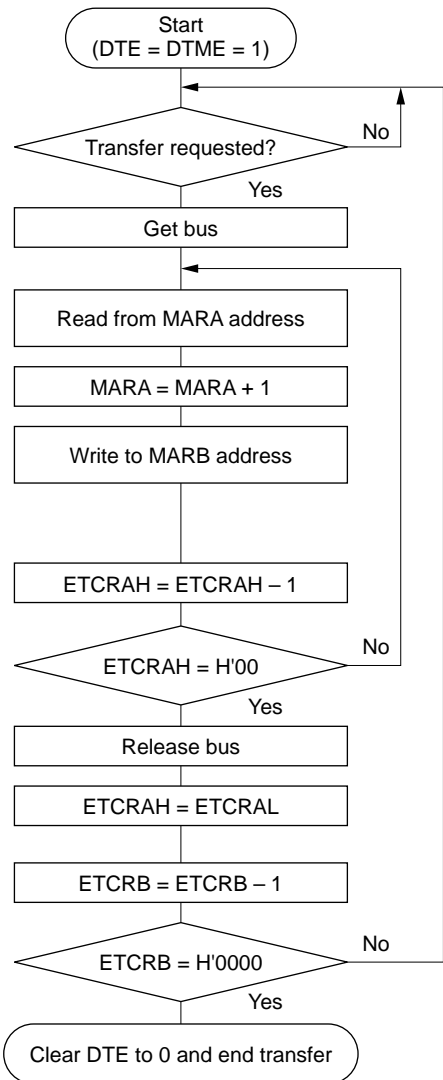 Start
(DTE = DTME = 1)
Transfer requested?
No
Yes
Get bus
Read from MARA address
MARA = MARA + 1
Write to MARB address
ETCRAH = ETCRAH – 1
ETCRAH = H'00
No
Yes
Release bus
ETCRAH = ETCRAL
ETCRB = ETCRB – 1
ETCRB = H'0000
No
Yes
Clear DTE to 0 and end transfer